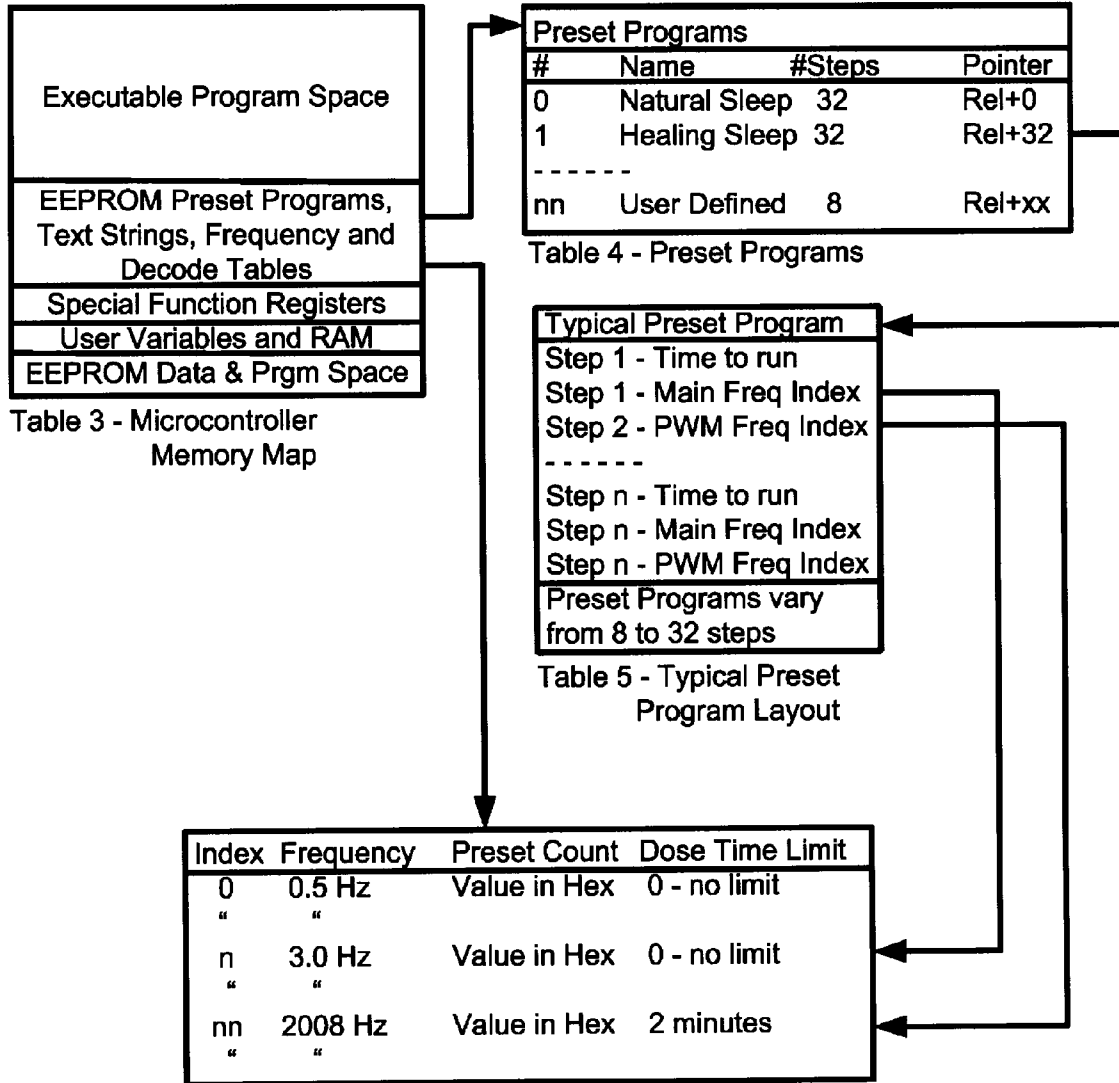 Executable Program Space
EEPROM Preset Programs,
Text Strings, Frequency and
Decode Tables
Special Function Registers
User Variables and RAM
EEPROM Data & Prgm Space
Table 3 - Microcontroller
Memory Map
Preset Programs
# Name #Steps Pointer
0 Natural Sleep 32 Rel+0
1 Healing Sleep 32 Rel+32
- - - - - -
nn User Defined 8 Rel+xx
Table 4 - Preset Programs
Typical Preset Program
Step 1 - Time to run
Step 1 - Main Freq Index
Step 2 - PWM Freq Index
- - - - - -
Step n - Time to run
Step n - Main Freq Index
Step n - PWM Freq Index
Preset Programs vary
from 8 to 32 steps
Table 5 - Typical Preset
Program Layout
Index Frequency Preset Count Dose Time Limit
0 0.5 Hz Value in Hex 0 - no limit
“ “
n 3.0 Hz Value in Hex 0 - no limit
“ “
nn 2008 Hz Value in Hex 2 minutes
“ “